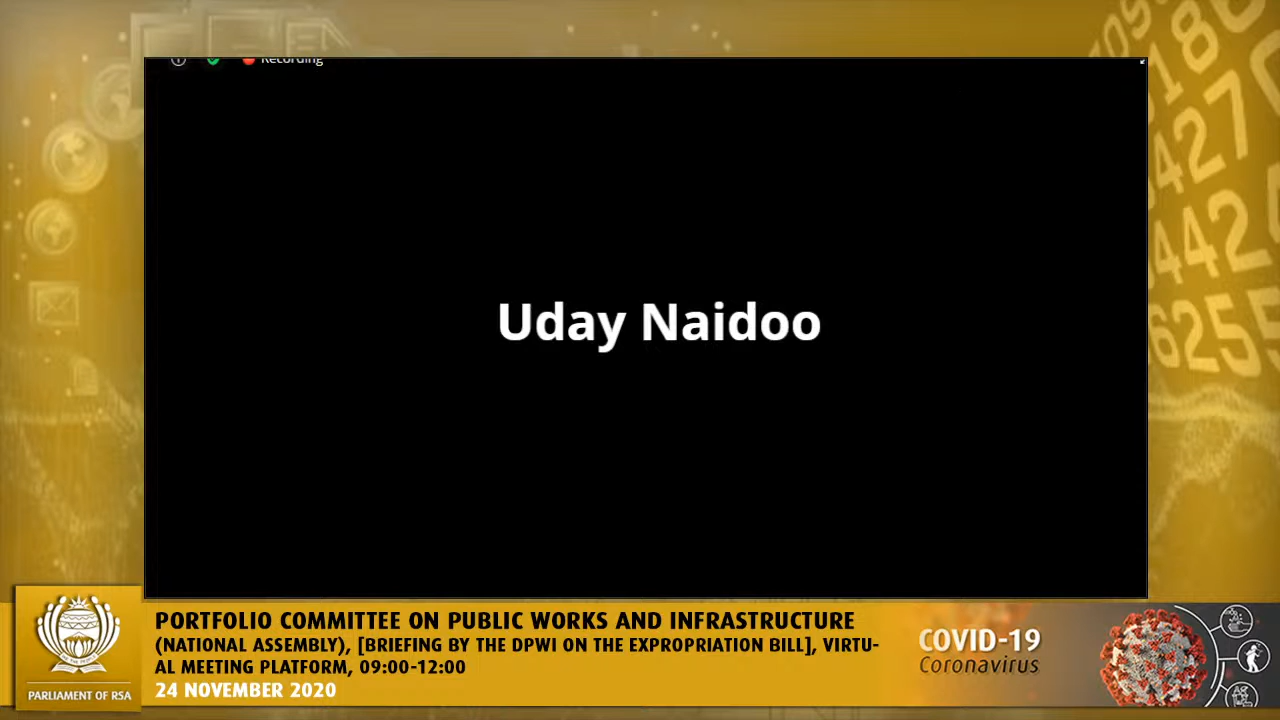 Recording
Uday Naidoo
PORTFOLIO COMMITTEE ON PUBLIC WORKS AND INFRASTRUCTURE
(NATIONAL ASSEMBLY), [BRIEFING BY THE DPWI ON THE EXPROPRIATION BILL], VIRTU-
AL MEETING PLATFORM, 09:00-12:00
24 NOVEMBER 2020
PARLIAMENT OF RSA
COVID-19
Coronavirus